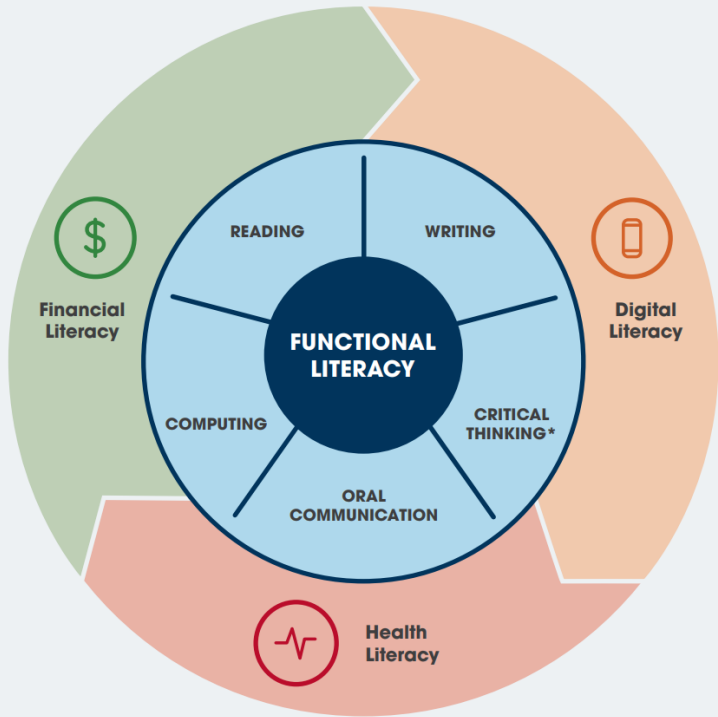 READING
WRITING
$
Financial
Literacy
Digital
Literacy
FUNCTIONAL
LITERACY
COMPUTING
CRITICAL
THINKING*
ORAL
COMMUNICATION
Health
Literacy